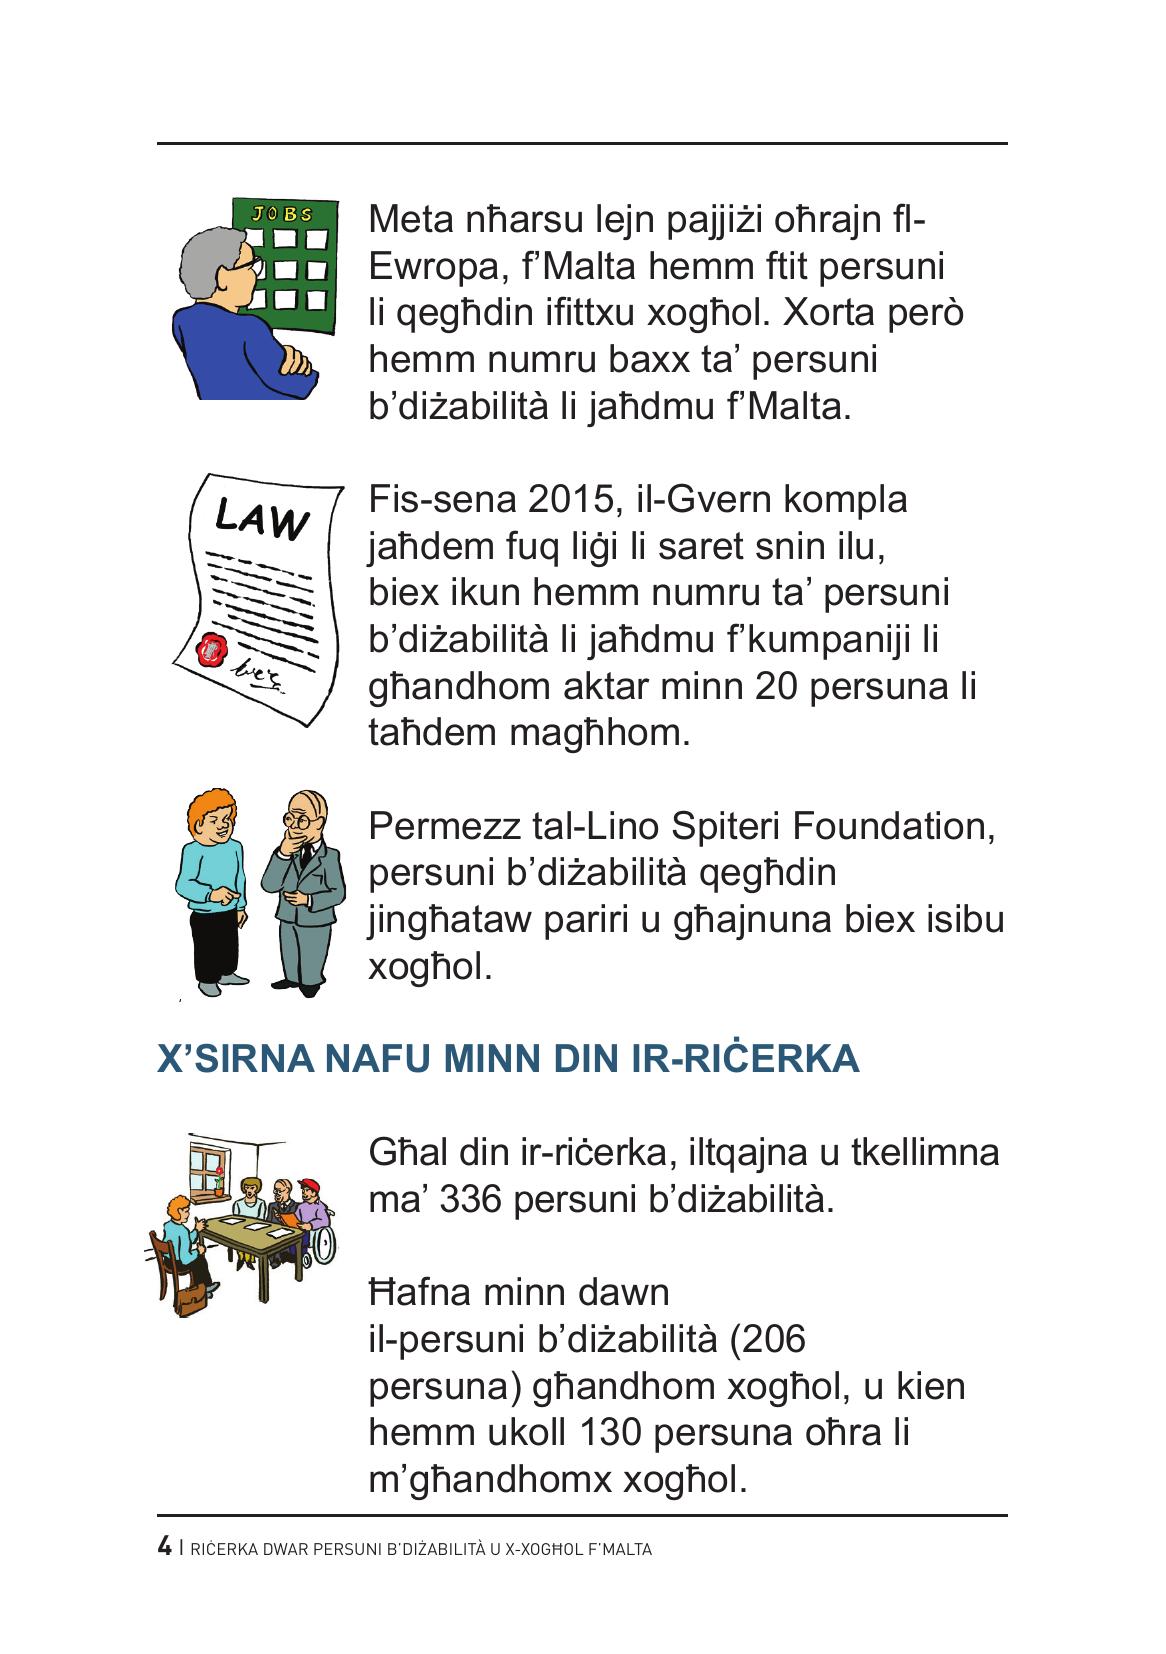 JOBS
Meta nħarsu lejn pajjiżi oħrajn fl-
Ewropa, f’Malta hemm ftit persuni
li qegħdin ifittxu xogħol. Xorta però
hemm numru baxx ta’ persuni
b’diżabilità li jaħdmu f’Malta.
LAW
Fis-sena 2015, il-Gvern kompla
jaħdem fuq liġi li saret snin ilu,
biex ikun hemm numru ta’ persuni
b’diżabilità li jaħdmu f’kumpaniji li
għandhom aktar minn 20 persuna li
taħdem magħhom.
Permezz tal-Lino Spiteri Foundation,
persuni b’diżabilità qegħdin
jingħataw pariri u għajnuna biex isibu
xogħol.
X’SIRNA NAFU MINN DIN IR-RIĊERKA
Għal din ir-riċerka, iltqajna u tkellimna
ma’ 336 persuni b’diżabilità.
Ħafna minn dawn
il-persuni b’diżabilità (206
persuna) għandhom xogħol, u kien
hemm ukoll 130 persuna oħra li
m’għandhomx xogħol.
4 | RIĊERKA DWAR PERSUNI B’DIŻABILITÀ U X-XOGĦOL F’MALTA